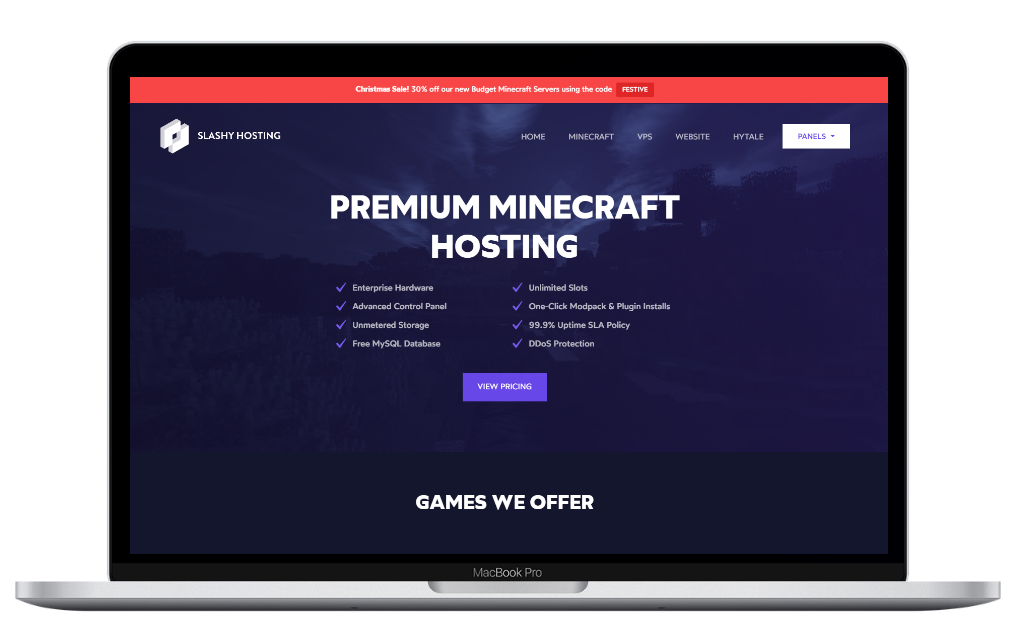 Christmas Sale! 30% off our new Budget Minecraft Servers using the code FESTIVE
SLASHY HOSTING
HOME MINECRAFT VPS WEBSITE HYTALE PANELS
PREMIUM MINECRAFT
HOSTING
Enterprise Hardware
Advanced Control Panel
Unmetered Storage
Free MySQL Database
Unlimited Slots
One-Click Modpack & Plugin Installs
99.9% Uptime SLA Policy
DDoS Protection
VIEW PRICING
GAMES WE OFFER
MacBook Pro